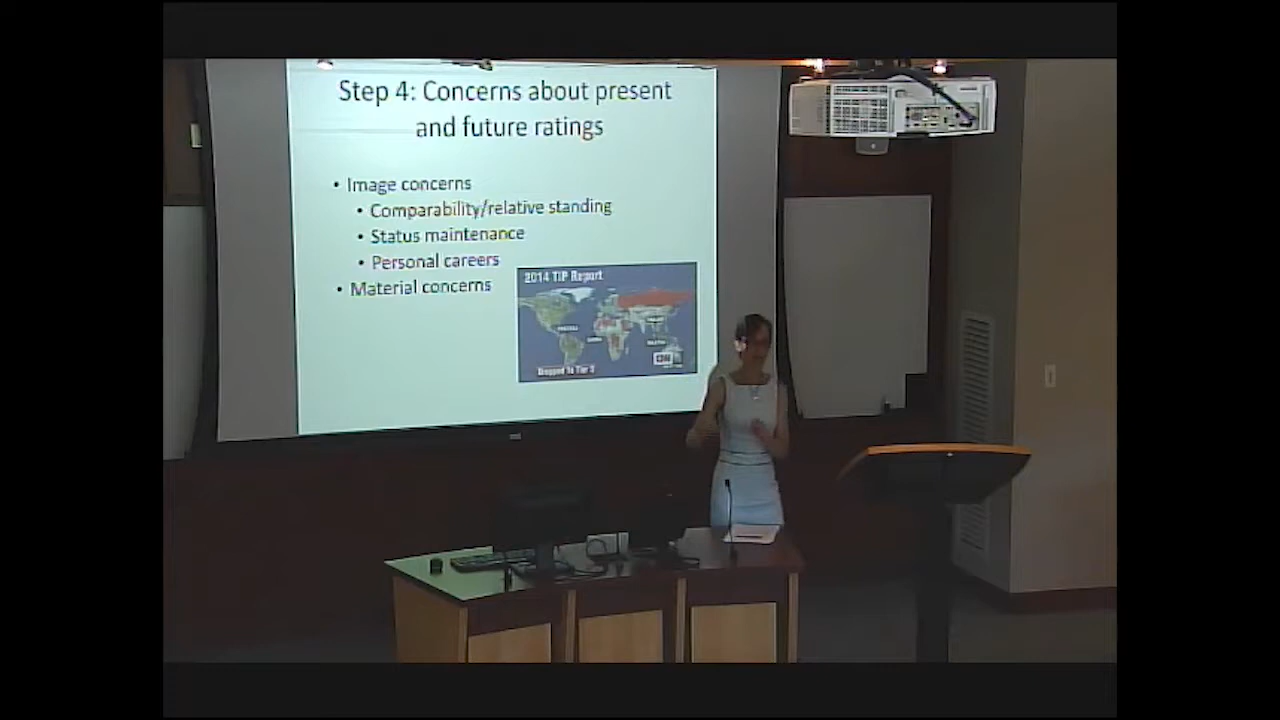 Step 4: Concerns about present
and future ratings
• Image concerns
• Comparability/relative standing
• Status maintenance
• Personal careers
• Material concerns
2014 TIP Report
CNN
Dropped to Tier 3